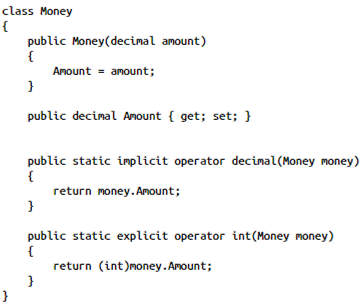 class Money
{
    public Money(decimal amount)
    {
        Amount = amount;
    }

    public decimal Amount { get; set; }


    public static implicit operator decimal(Money money)
    {
        return money.Amount;
    }

    public static explicit operator int(Money money)
    {
        return (int)money.Amount;
    }
}